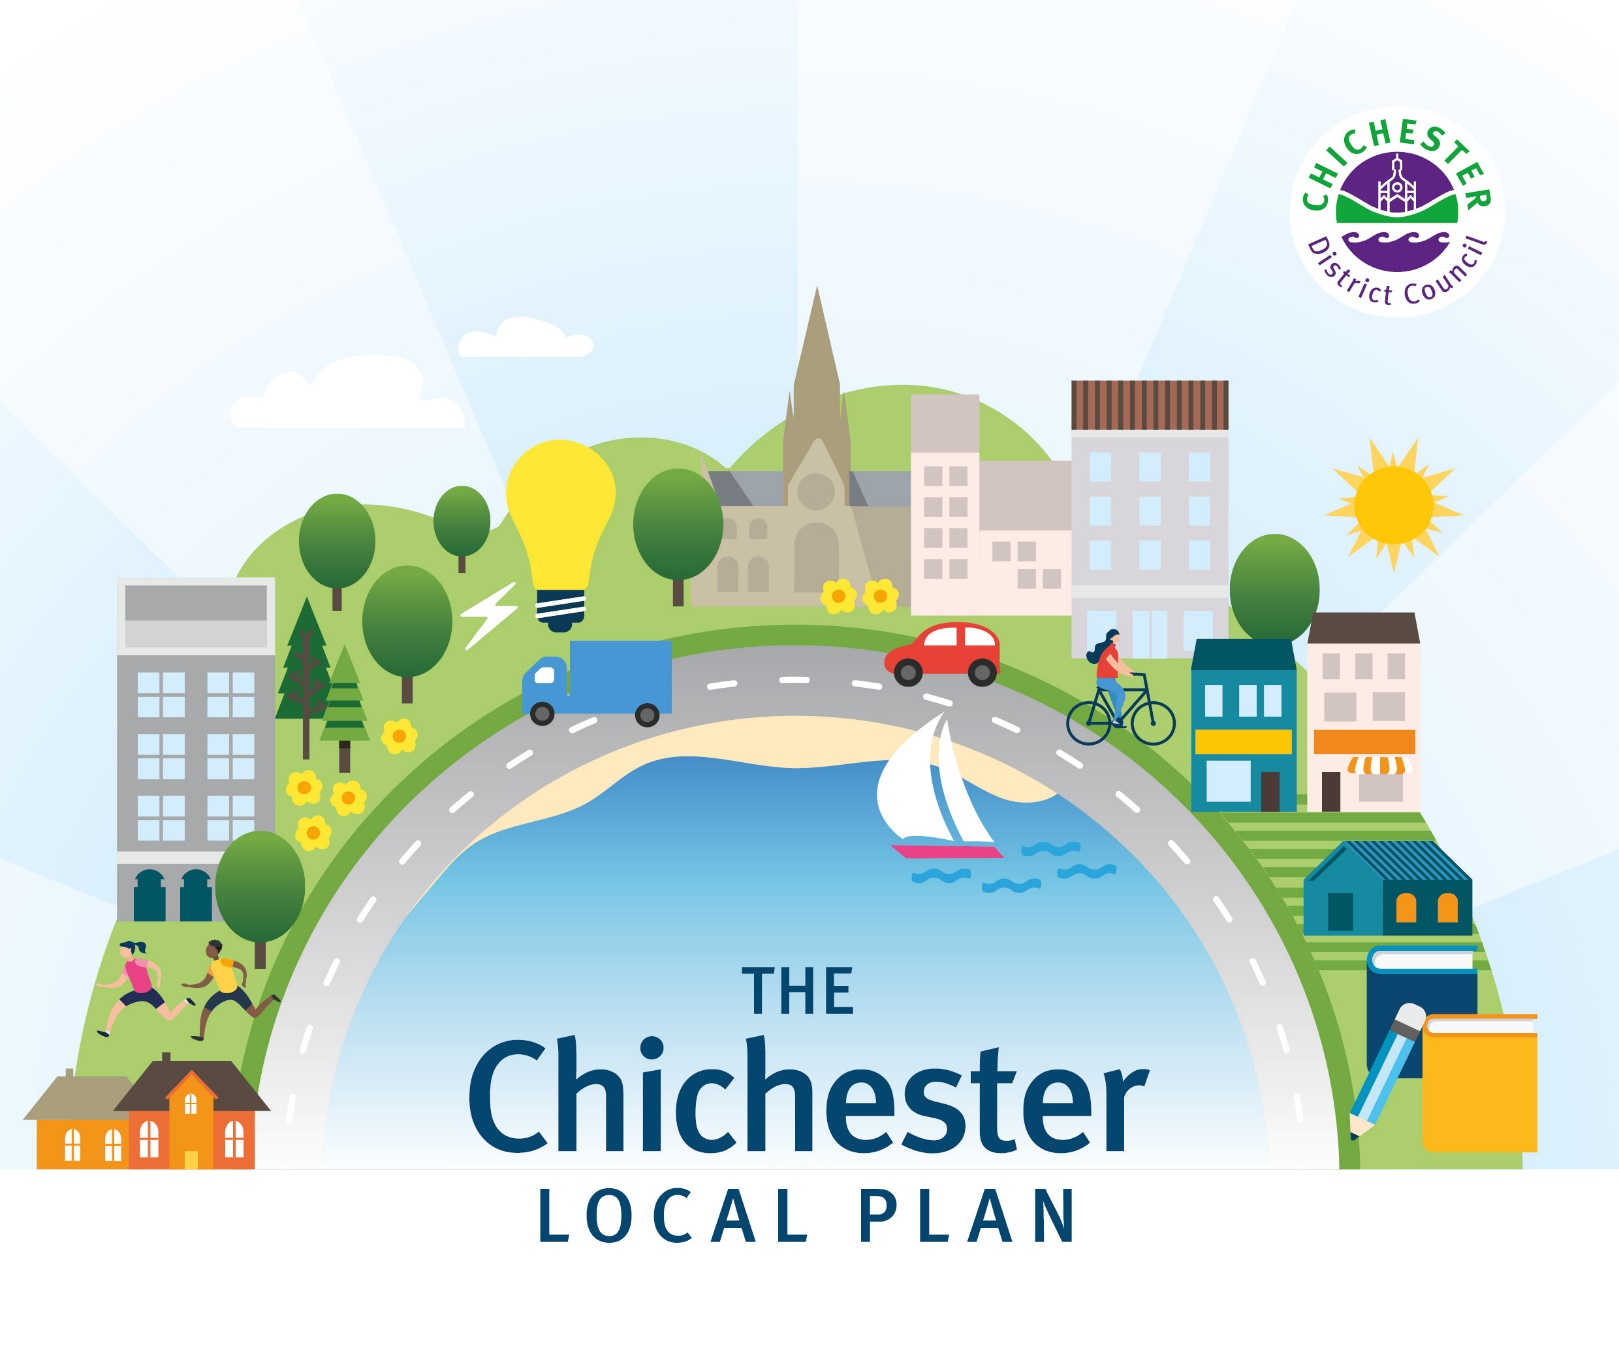 CHICHESTER
District Council
THE
Chichester
LOCAL PLAN